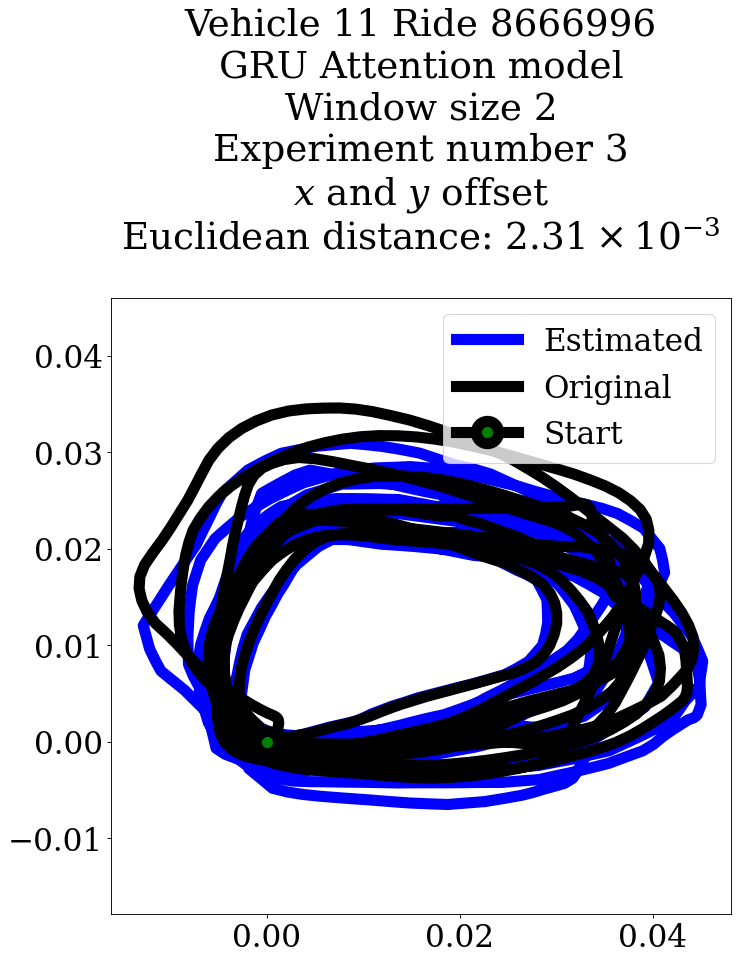 Vehicle 11 Ride 8666996
GRU Attention model
Window size 2
Experiment number 3
x and y offset
Euclidean distance: 2.31 × 10⁻³
Estimated
Original
Start
0.04
0.03
0.02
0.01
0.00
−0.01
0.00 0.02 0.04